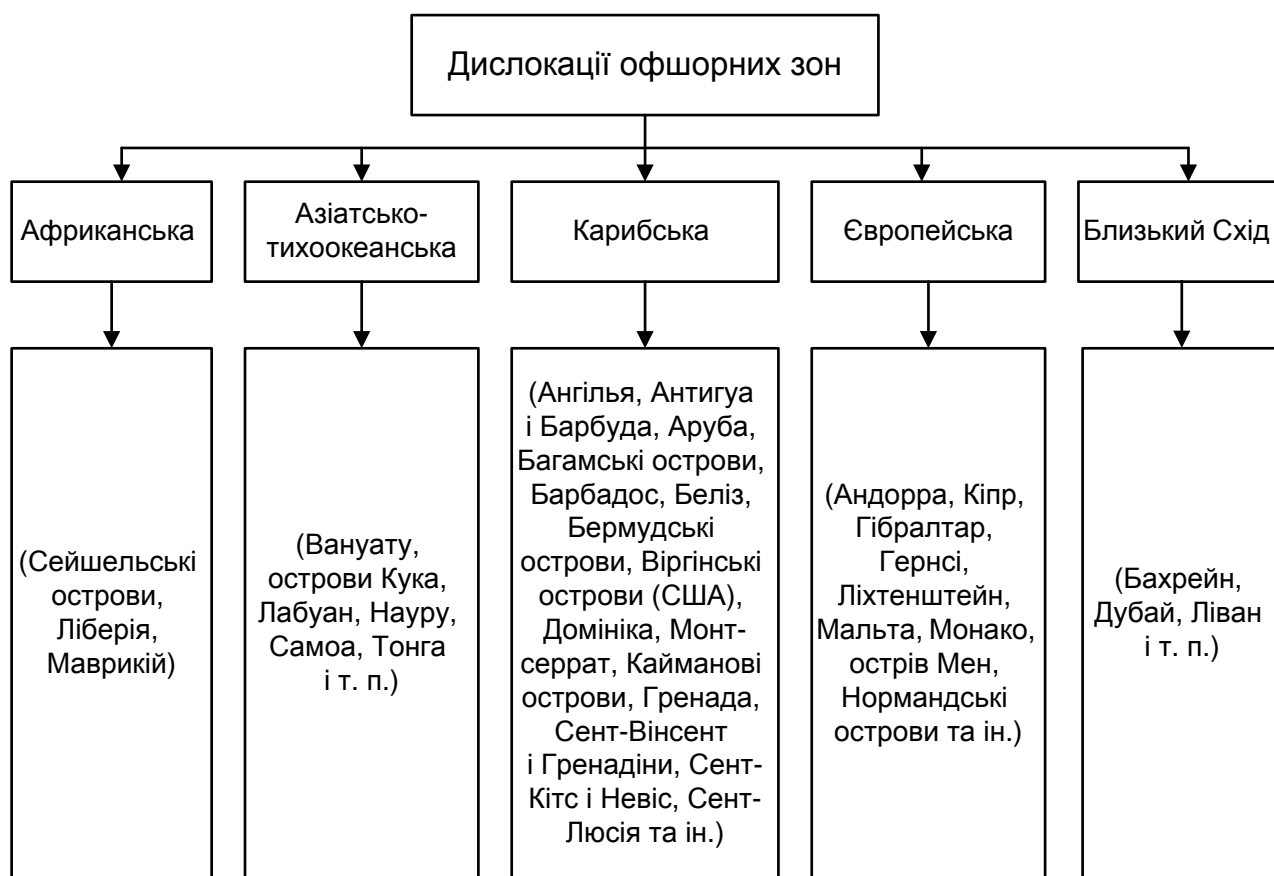 Дислокації офшорних зон
Африканська
Азіатсько-
тихоокеанська
Карибська
Європейська
Близький Схід
(Сейшельські
острови,
Ліберія,
Маврикій)
(Вануату,
острови Кука,
Лабуан, Науру,
Самоа, Тонга
і т. п.)
(Ангілья, Антигуа
і Барбуда, Аруба,
Багамські острови,
Барбадос, Беліз,
Бермудські
острови, Віргінські
острови (США),
Домініка, Монт-
серрат, Кайманові
острови, Гренада,
Сент-Вінсент
і Гренадіни, Сент-
Кітс і Невіс, Сент-
Люсія та ін.)
(Андорра, Кіпр,
Гібралтар,
Гернсі,
Ліхтенштейн,
Мальта, Монако,
острів Мен,
Нормандські
острови та ін.)
(Бахрейн,
Дубай, Ліван
і т. п.)